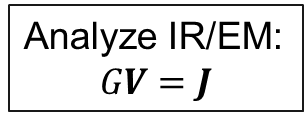 Analyze IR/EM:
GV = J